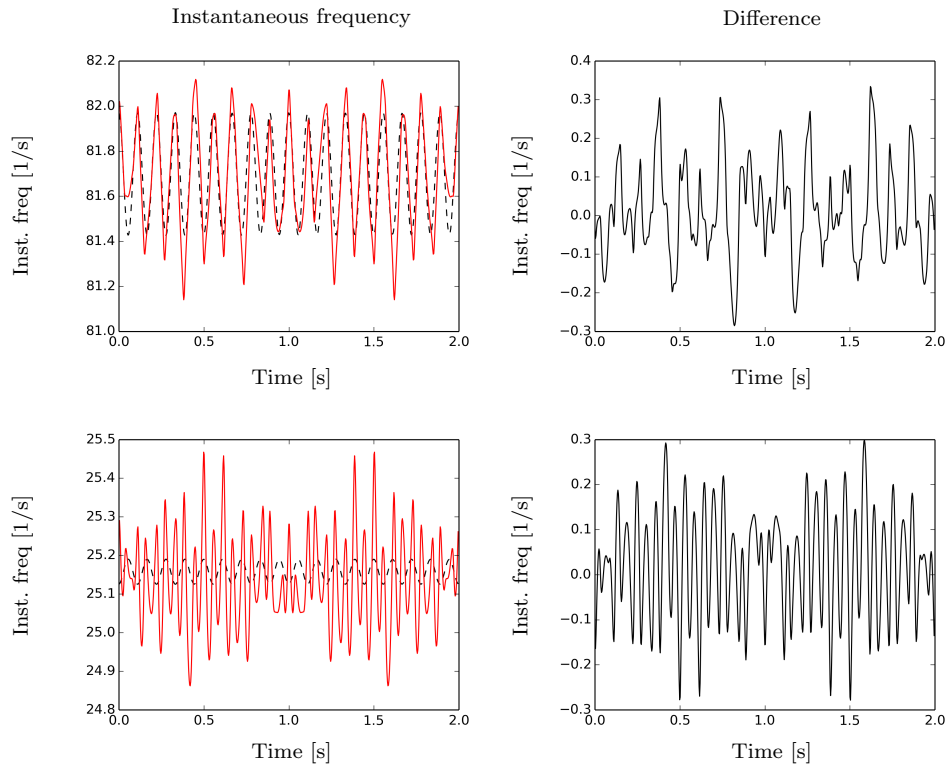 Instantaneous frequency
Difference
Inst. freq [1/s]
82.2
82.0
81.8
81.6
81.4
81.2
81.0
0.0 0.5 1.0 1.5 2.0
Time [s]
Inst. freq [1/s]
0.4
0.3
0.2
0.1
0.0
−0.1
−0.2
−0.3
0.0 0.5 1.0 1.5 2.0
Time [s]
Inst. freq [1/s]
25.5
25.4
25.3
25.2
25.1
25.0
24.9
24.8
0.0 0.5 1.0 1.5 2.0
Time [s]
Inst. freq [1/s]
0.3
0.2
0.1
0.0
−0.1
−0.2
−0.3
0.0 0.5 1.0 1.5 2.0
Time [s]